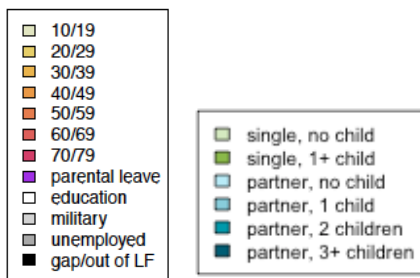 10/19
20/29
30/39
40/49
50/59
60/69
70/79
parental leave
education
military
unemployed
gap/out of LF
single, no child
single, 1+ child
partner, no child
partner, 1 child
partner, 2 children
partner, 3+ children